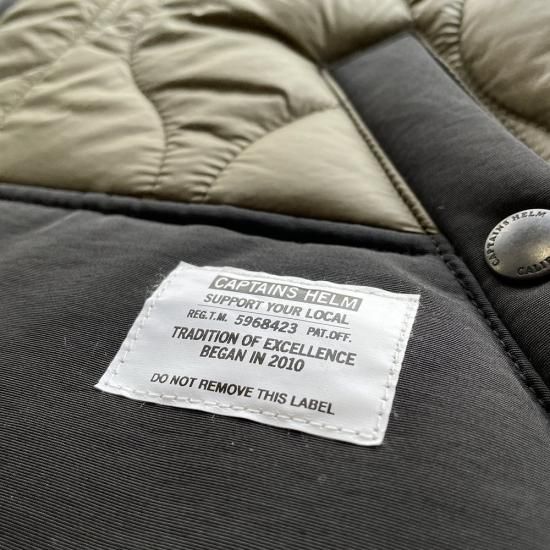 CAPTAINS HELM
SUPPORT YOUR LOCAL
REG.T.M. 5968423 PAT.OFF.
TRADITION OF EXCELLENCE
BEGAN IN 2010
DO NOT REMOVE THIS LABEL
CAPTAINS HELM